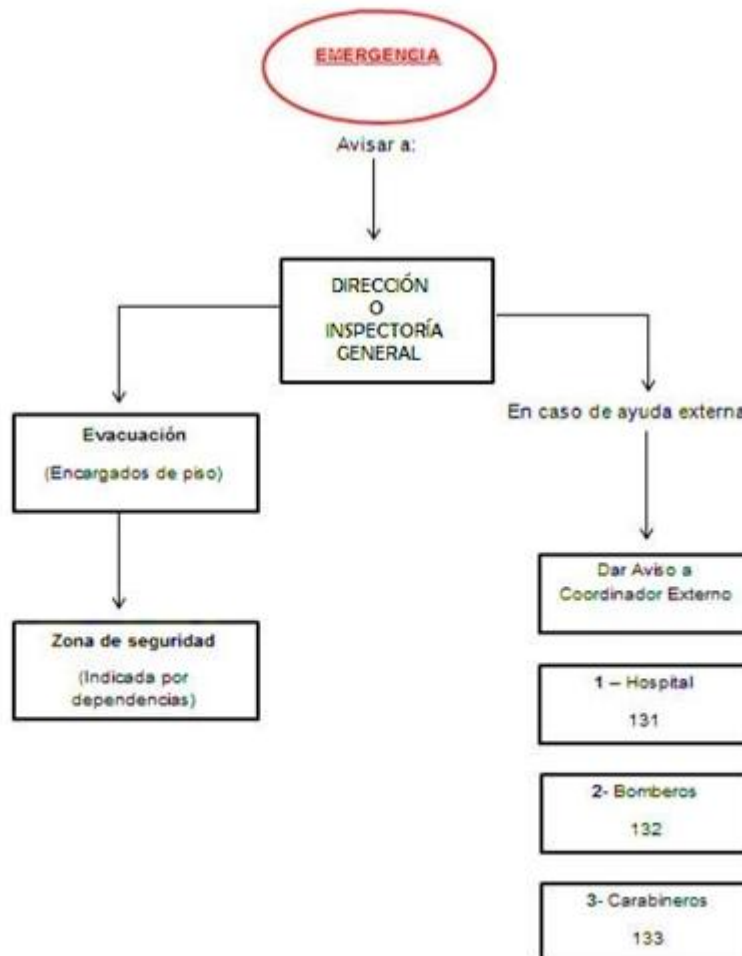 EMERGENCIA
Avisar a:
DIRECCIÓN
O
INSPECTORÍA
GENERAL
Evacuación
(Encargados de piso)
Zona de seguridad
(Indicada por
dependencias)
En caso de ayuda externa
Dar Aviso a
Coordinador Externo
1 – Hospital
131
2- Bomberos
132
3- Carabineros
133